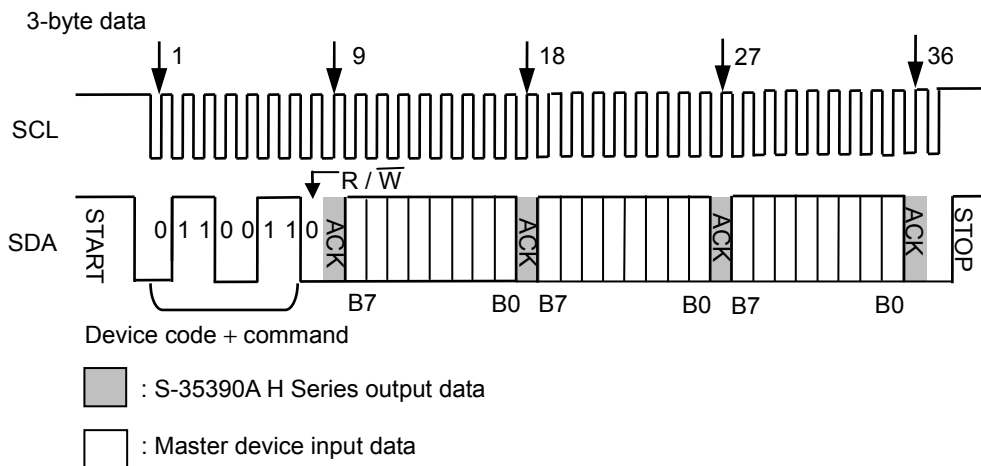 3-byte data
1 9 18 27 36
SCL
R / W
SDA START 0 1 1 0 0 1 1 0 ACK ACK ACK ACK STOP
B7 B0 B7 B0 B7 B0
Device code + command
: S-35390A H Series output data
: Master device input data